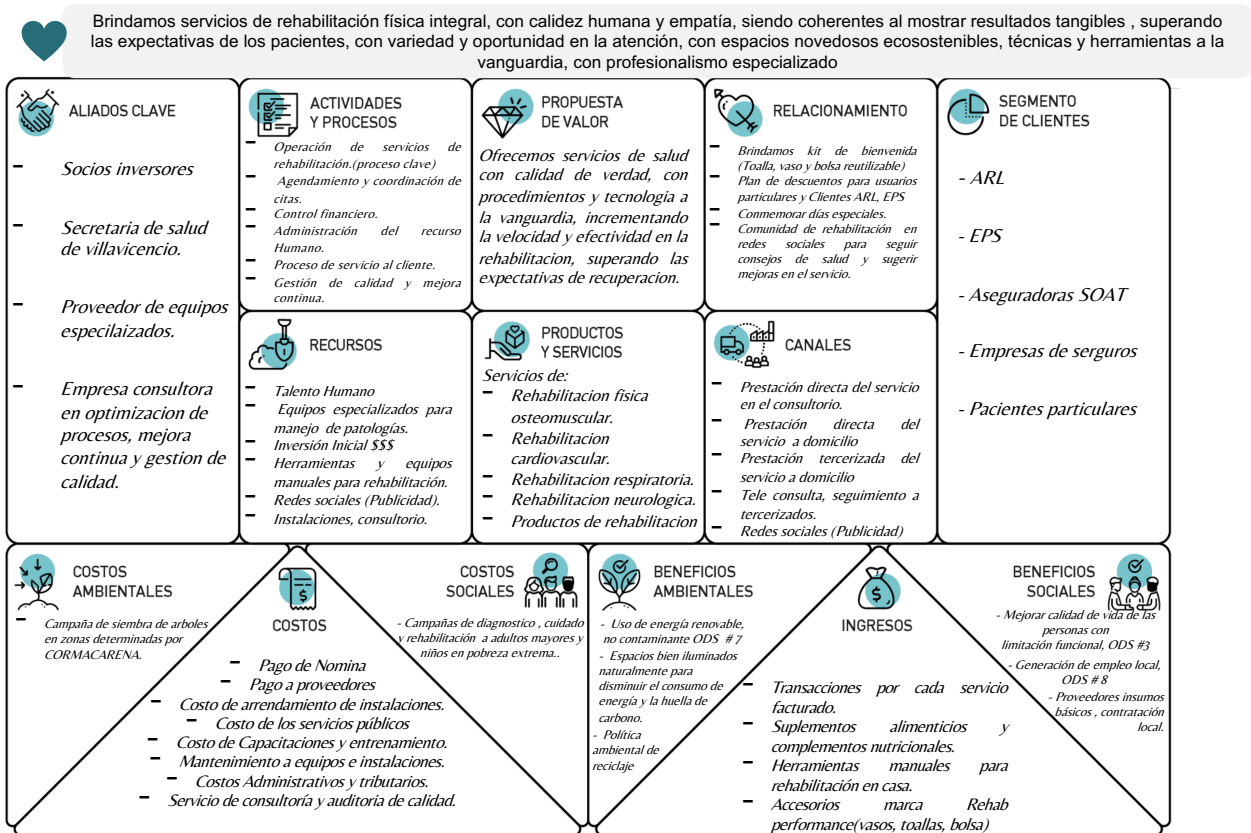 Brindamos servicios de rehabilitación física integral, con calidez humana y empatía, siendo coherentes al mostrar resultados tangibles , superando
las expectativas de los pacientes, con variedad y oportunidad en la atención, con espacios novedosos ecosostenibles, técnicas y herramientas a la
vanguardia, con profesionalismo especializado
ALIADOS CLAVE
- Socios inversores
- Secretaria de salud
de villavicencio.
- Proveedor de equipos
especilaizados.
- Empresa consultora
en optimizacion de
procesos, mejora
continua y gestion de
calidad.
ACTIVIDADES
Y PROCESOS
- Operación de servicios de
rehabilitación.(proceso clave)
- Agendamiento y coordinación de
citas.
- Control financiero.
- Administración del recurso
Humano.
- Proceso de servicio al cliente.
- Gestión de calidad y mejora
continua.
RECURSOS
- Talento Humano
- Equipos especializados para
manejo de patologías.
- Inversión Inicial $$$
- Herramientas y equipos
manuales para rehabilitación.
- Redes sociales (Publicidad).
- Instalaciones, consultorio.
PROPUESTA
DE VALOR
Ofrecemos servicios de salud
con calidad de verdad, con
procedimientos y tecnologia a
la vanguardia, incrementando
la velocidad y efectividad en la
rehabilitacion, superando las
expectativas de recuperacion.
PRODUCTOS
Y SERVICIOS
Servicios de:
- Rehabilitacion fisica
osteomuscular.
- Rehabilitacion
cardiovascular.
- Rehabilitacion respiratoria.
- Rehabilitacion neurologica.
- Productos de rehabilitacion
RELACIONAMIENTO
- Brindamos kit de bienvenida
(Toalla, vaso y bolsa reutilizable)
- Plan de descuentos para usuarios
particulares y Clientes ARL, EPS
- Conmemorar días especiales.
- Comunidad de rehabilitación en
redes sociales para seguir
consejos de salud y sugerir
mejoras en el servicio.
CANALES
- Prestación directa del servicio
en el consultorio.
- Prestación directa del
servicio a domicilio
- Prestación tercerizada del
servicio a domicilio
- Tele consulta, seguimiento a
tercerizados.
- Redes sociales (Publicidad)
SEGMENTO
DE CLIENTES
- ARL
- EPS
- Aseguradoras SOAT
- Empresas de serguros
- Pacientes particulares
COSTOS
AMBIENTALES
- Campaña de siembra de arboles
en zonas determinadas por
CORMACARENA.
$
COSTOS
- Pago de Nomina
- Pago a proveedores
- Costo de arrendamiento de instalaciones.
- Costo de los servicios públicos
- Costo de Capacitaciones y entrenamiento.
- Mantenimiento a equipos e instalaciones.
- Costos Administrativos y tributarios.
- Servicio de consultoría y auditoria de calidad.
COSTOS
SOCIALES
- Campañas de diagnostico , cuidado
y rehabilitación a adultos mayores y
niños en pobreza extrema..
BENEFICIOS
AMBIENTALES
- Uso de energía renovable,
no contaminante ODS # 7
- Espacios bien iluminados
naturalmente para
disminuir el consumo de
energía y la huella de
carbono.
- Política
ambiental de
reciclaje
$
INGRESOS
- Transacciones por cada servicio
facturado.
- Suplementos alimenticios y
complementos nutricionales.
- Herramientas manuales para
rehabilitación en casa.
- Accesorios marca Rehab
performance(vasos, toallas, bolsa)
BENEFICIOS
SOCIALES
- Mejorar calidad de vida de las
personas con
limitación funcional, ODS #3
- Generación de empleo local,
ODS # 8
- Proveedores insumos
básicos , contratación
local.